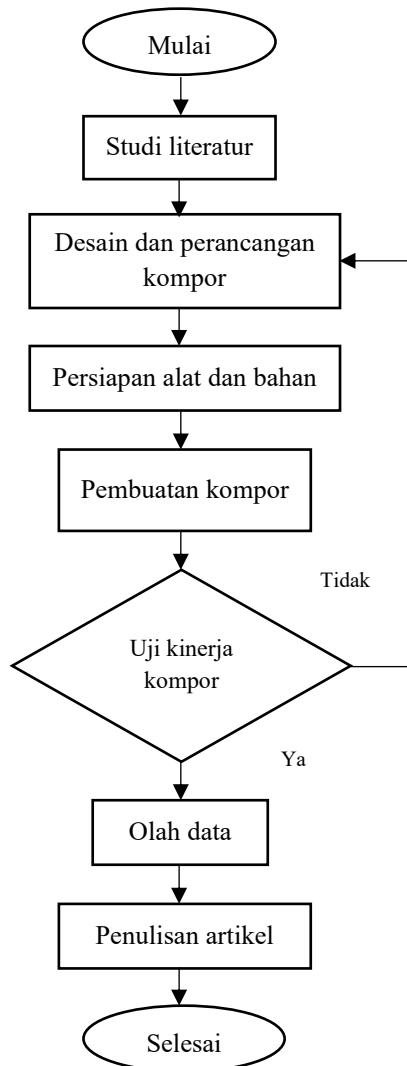 Mulai
Studi literatur
Desain dan perancangan
kompor
Persiapan alat dan bahan
Pembuatan kompor
Tidak
Uji kinerja
kompor
Ya
Olah data
Penulisan artikel
Selesai